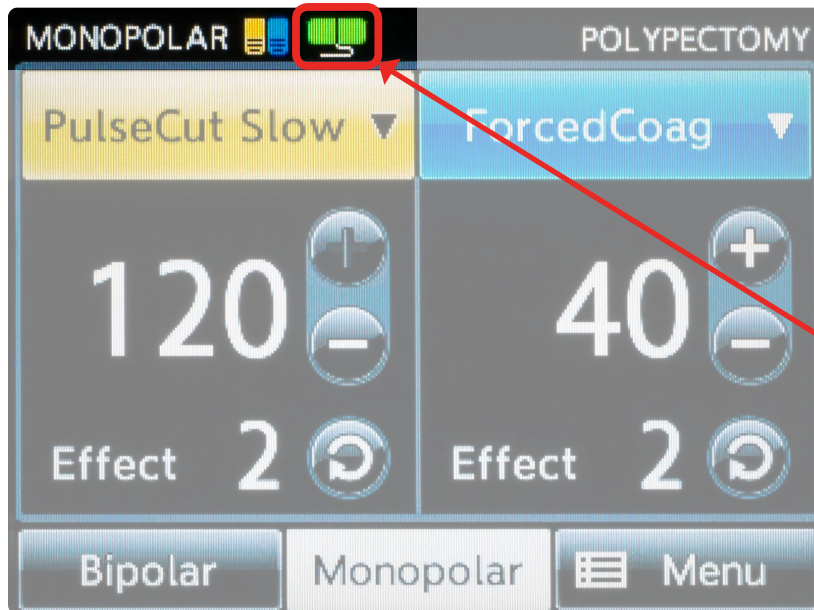 MONOPOLAR POLYPECTOMY
PulseCut Slow ForcedCoag
120 40
Effect 2 Effect 2
Bipolar Monopolar Menu